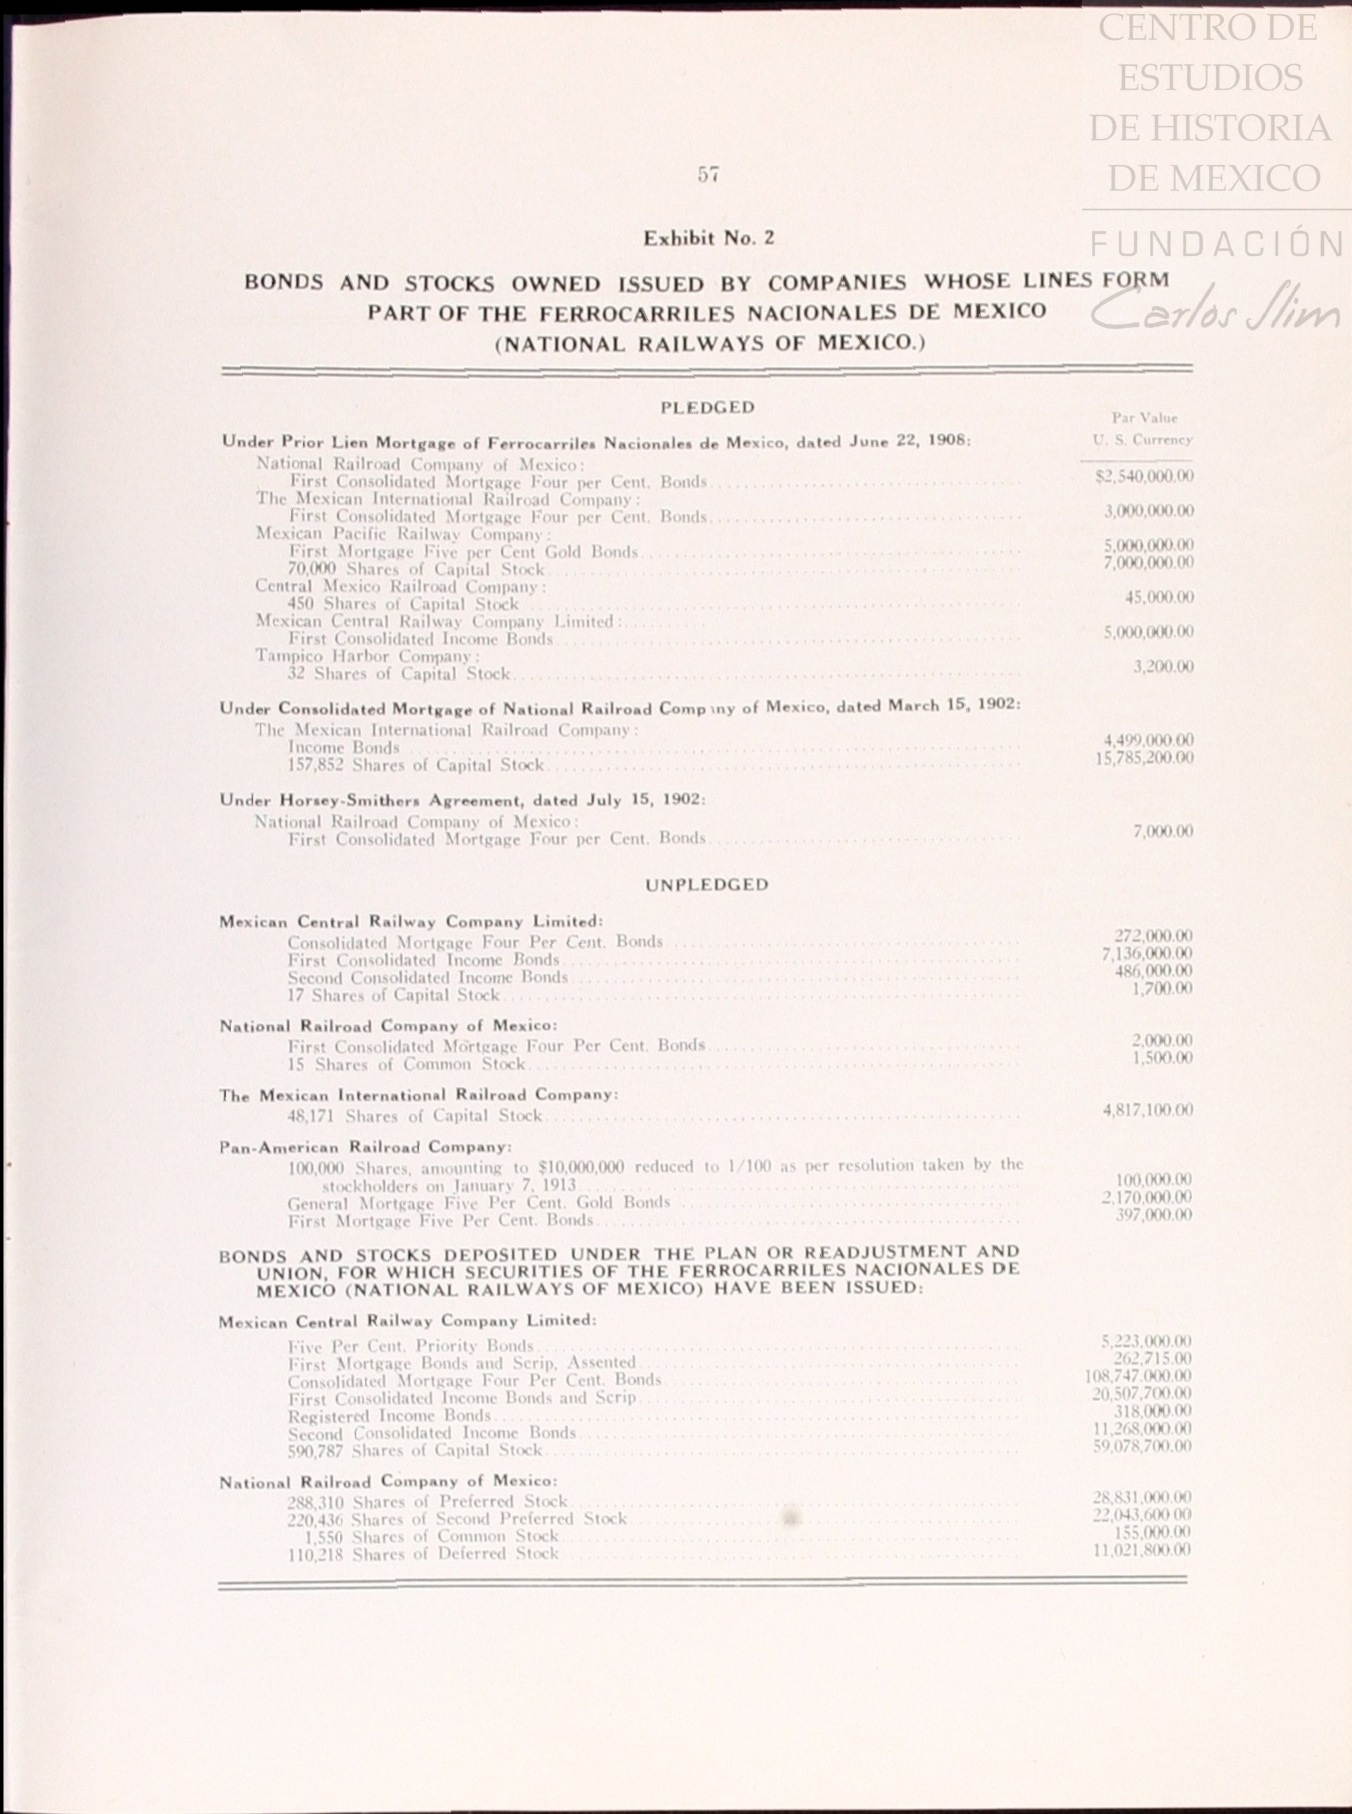 CENTRO DE
ESTUDIOS
DE HISTORIA
DE MEXICO
FUNDACIÓN
Carlos Slim
57
Exhibit No. 2
BONDS AND STOCKS OWNED ISSUED BY COMPANIES WHOSE LINES FORM
PART OF THE FERROCARRILES NACIONALES DE MEXICO
(NATIONAL RAILWAYS OF MEXICO.)
PLEDGED
Par Value
Under Prior Lien Mortgage of Ferrocarriles Nacionales de Mexico, dated June 22, 1908: U. S. Currency
National Railroad Company of Mexico:
First Consolidated Mortgage Four per Cent. Bonds $2,540,000.00
The Mexican International Railroad Company:
First Consolidated Mortgage Four per Cent. Bonds 3,000,000.00
Mexican Pacific Railway Company:
First Mortgage Five per Cent Gold Bonds 5,000,000.00
70,000 Shares of Capital Stock 7,000,000.00
Central Mexico Railroad Company:
450 Shares of Capital Stock 45,000.00
Mexican Central Railway Company Limited:
First Consolidated Income Bonds 5,000,000.00
Tampico Harbor Company:
32 Shares of Capital Stock 3,200.00
Under Consolidated Mortgage of National Railroad Company of Mexico, dated March 15, 1902:
The Mexican International Railroad Company:
Income Bonds 4,499,000.00
157,852 Shares of Capital Stock 15,785,200.00
Under Horsey-Smithers Agreement, dated July 15, 1902:
National Railroad Company of Mexico:
First Consolidated Mortgage Four per Cent. Bonds 7,000.00
UNPLEDGED
Mexican Central Railway Company Limited:
Consolidated Mortgage Four Per Cent. Bonds 272,000.00
First Consolidated Income Bonds 7,136,000.00
Second Consolidated Income Bonds 486,000.00
17 Shares of Capital Stock 1,700.00
National Railroad Company of Mexico:
First Consolidated Mortgage Four Per Cent. Bonds 2,000.00
15 Shares of Common Stock 1,500.00
The Mexican International Railroad Company:
48,171 Shares of Capital Stock 4,817,100.00
Pan-American Railroad Company:
100,000 Shares, amounting to $10,000,000 reduced to 1/100 as per resolution taken by the
stockholders on January 7, 1913 100,000.00
General Mortgage Five Per Cent. Gold Bonds 2,170,000.00
First Mortgage Five Per Cent. Bonds 397,000.00
BONDS AND STOCKS DEPOSITED UNDER THE PLAN OR READJUSTMENT AND
UNION, FOR WHICH SECURITIES OF THE FERROCARRILES NACIONALES DE
MEXICO (NATIONAL RAILWAYS OF MEXICO) HAVE BEEN ISSUED:
Mexican Central Railway Company Limited:
Five Per Cent. Priority Bonds 5,223,000.00
First Mortgage Bonds and Scrip, Assented 262,715.00
Consolidated Mortgage Four Per Cent. Bonds 108,747,000.00
First Consolidated Income Bonds and Scrip 20,507,700.00
Registered Income Bonds 318,000.00
Second Consolidated Income Bonds 11,268,000.00
590,787 Shares of Capital Stock 59,078,700.00
National Railroad Company of Mexico:
288,310 Shares of Preferred Stock 28,831,000.00
220,436 Shares of Second Preferred Stock 22,043,600 00
1,550 Shares of Common Stock 155,000.00
110,218 Shares of Deferred Stock 11,021,800.00